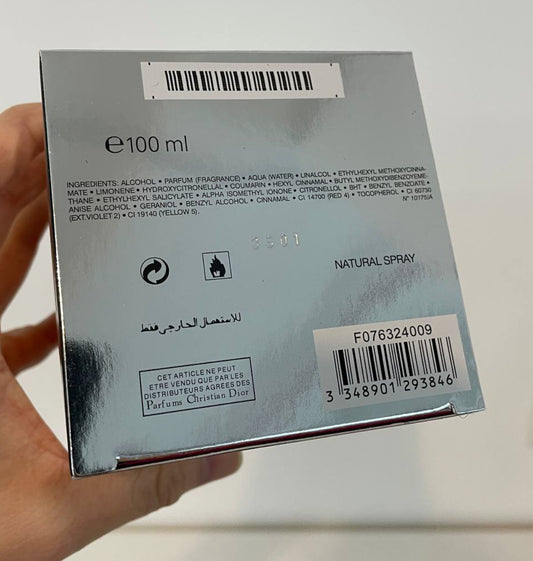 ℮100 ml
INGREDIENTS: ALCOHOL • PARFUM (FRAGRANCE) • AQUA (WATER) • LINALOOL • ETHYLHEXYL METHOXYCINNA-
MATE • LIMONENE • HYDROXYCITRONELLAL • COUMARIN • HEXYL CINNAMAL • BUTYL METHOXYDIBENZOYEME-
THANE • ETHYLHEXYL SALICYLATE • ALPHA ISOMETHYL IONONE • CITRONELLOL • BHT • BENZYL BENZOATE •
ANISE ALCOHOL • GERANIOL • BENZYL ALCOHOL • CINNAMAL • CI 14700 (RED 4) • TOCOPHEROL • CI 60730
(EXT.VIOLET 2) • CI 19140 (YELLOW 5). N° 10175/A
NATURAL SPRAY
للاستعمال الخارجي فقط
F076324009
3 348901 293846
CET ARTICLE NE PEUT
ETRE VENDU QUE PAR LES
DISTRIBUTEURS AGREES DES
Parfums Christian Dior